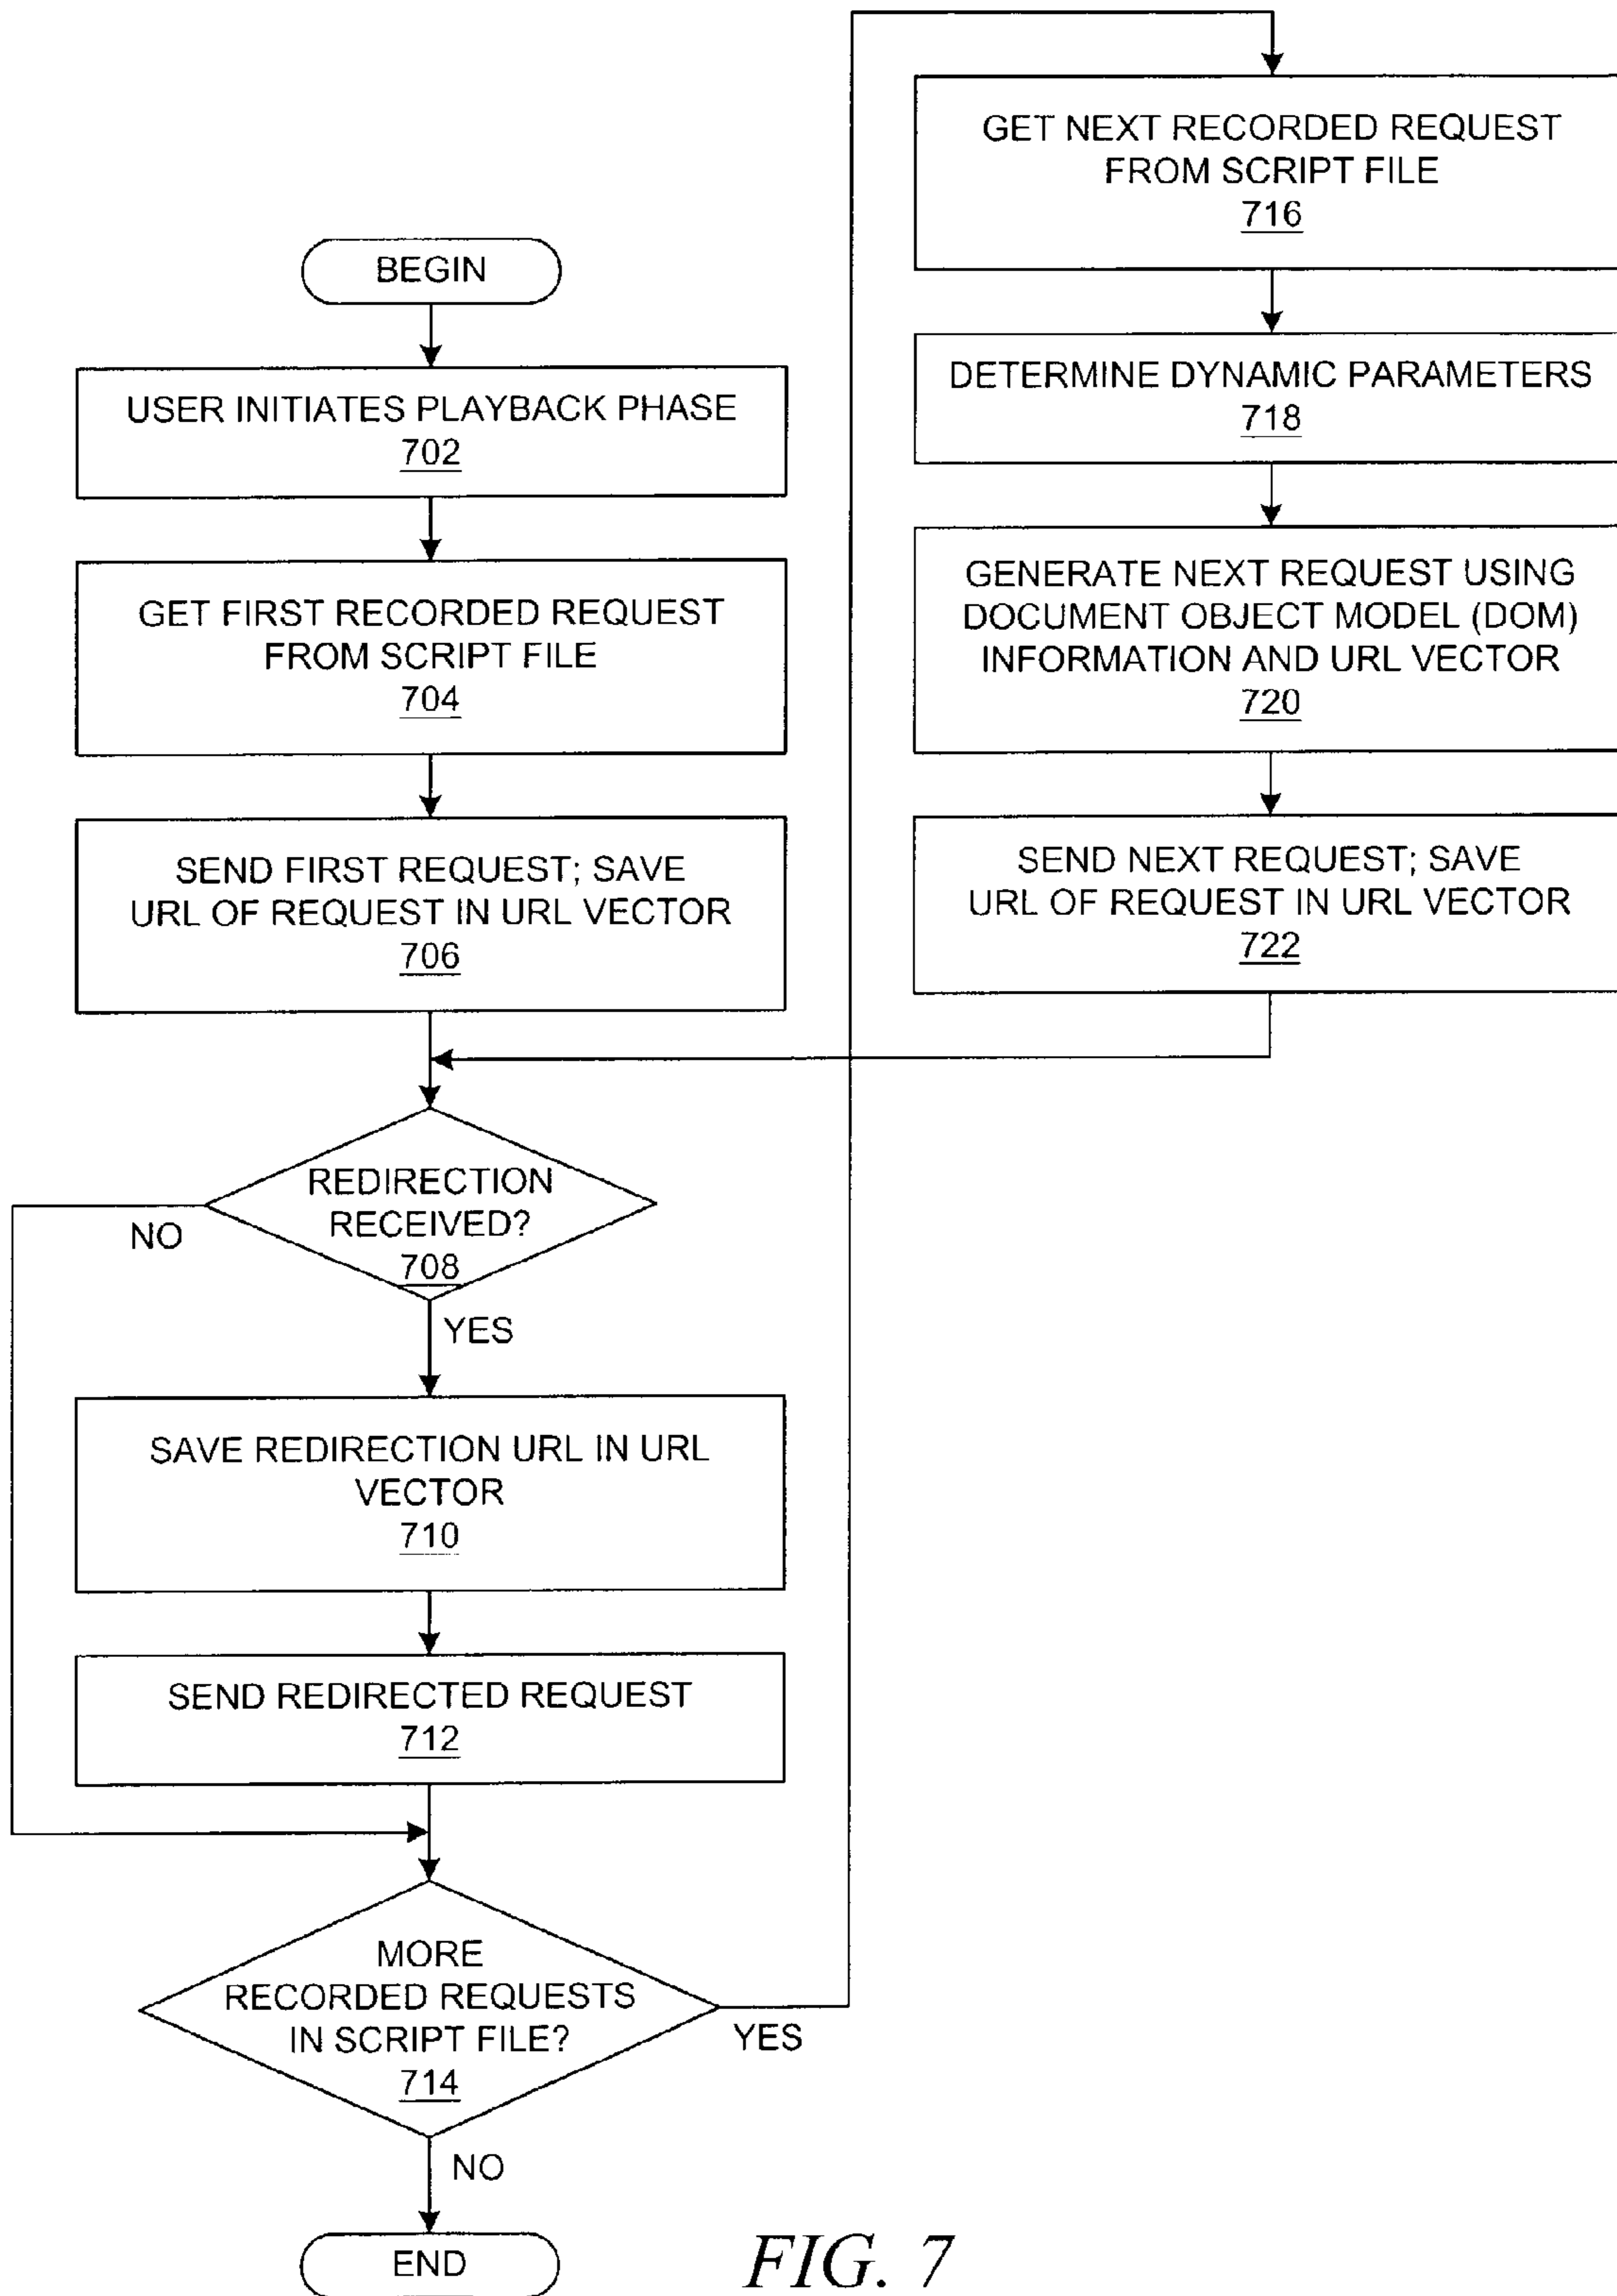 BEGIN
USER INITIATES PLAYBACK PHASE
702
GET FIRST RECORDED REQUEST
FROM SCRIPT FILE
704
SEND FIRST REQUEST; SAVE
URL OF REQUEST IN URL VECTOR
706
REDIRECTION
RECEIVED?
708
NO
YES
SAVE REDIRECTION URL IN URL
VECTOR
710
SEND REDIRECTED REQUEST
712
MORE
RECORDED REQUESTS
IN SCRIPT FILE?
714
YES
NO
END
GET NEXT RECORDED REQUEST
FROM SCRIPT FILE
716
DETERMINE DYNAMIC PARAMETERS
718
GENERATE NEXT REQUEST USING
DOCUMENT OBJECT MODEL (DOM)
INFORMATION AND URL VECTOR
720
SEND NEXT REQUEST; SAVE
URL OF REQUEST IN URL VECTOR
722
FIG. 7